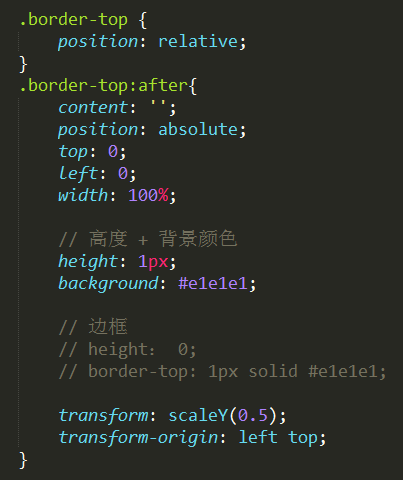 .border-top {
position: relative;
}
.border-top:after{
content: '';
position: absolute;
top: 0;
left: 0;
width: 100%;
// 高度 + 背景颜色
height: 1px;
background: #e1e1e1;
// 边框
// height： 0;
// border-top: 1px solid #e1e1e1;
transform: scaleY(0.5);
transform-origin: left top;
}